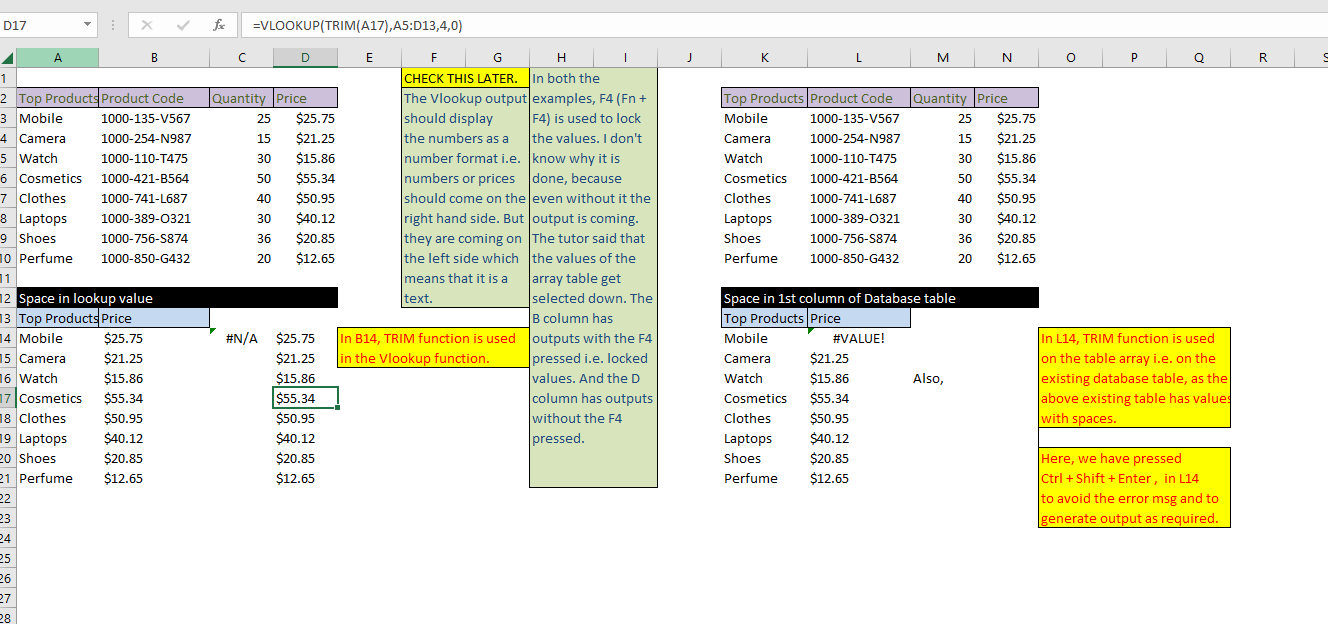 D17 fx =VLOOKUP(TRIM(A17),A5:D13,4,0)
A B C D E F G H I J K L M N O P Q R S
1 CHECK THIS LATER. In both the
2 Top Products Product Code Quantity Price The Vlookup output examples, F4 (Fn + Top Products Product Code Quantity Price
3 Mobile 1000-135-V567 25 $25.75 should display F4) is used to lock Mobile 1000-135-V567 25 $25.75
4 Camera 1000-254-N987 15 $21.25 the numbers as a the values. I don't Camera 1000-254-N987 15 $21.25
5 Watch 1000-110-T475 30 $15.86 number format i.e. know why it is Watch 1000-110-T475 30 $15.86
6 Cosmetics 1000-421-B564 50 $55.34 numbers or prices done, because Cosmetics 1000-421-B564 50 $55.34
7 Clothes 1000-741-L687 40 $50.95 should come on the even without it the Clothes 1000-741-L687 40 $50.95
8 Laptops 1000-389-O321 30 $40.12 right hand side. But output is coming. Laptops 1000-389-O321 30 $40.12
9 Shoes 1000-756-S874 36 $20.85 they are coming on The tutor said that Shoes 1000-756-S874 36 $20.85
10 Perfume 1000-850-G432 20 $12.65 the left side which the values of the Perfume 1000-850-G432 20 $12.65
11 means that it is a array table get
12 Space in lookup value text. selected down. The Space in 1st column of Database table
13 Top Products Price B column has Top Products Price
14 Mobile $25.75 #N/A $25.75 In B14, TRIM function is used outputs with the F4 Mobile #VALUE! In L14, TRIM function is used
15 Camera $21.25 $21.25 in the Vlookup function. pressed i.e. locked Camera $21.25 on the table array i.e. on the
16 Watch $15.86 $15.86 values. And the D Watch $15.86 Also, existing database table, as the
17 Cosmetics $55.34 $55.34 column has outputs Cosmetics $55.34 above existing table has values
18 Clothes $50.95 $50.95 without the F4 Clothes $50.95 with spaces.
19 Laptops $40.12 $40.12 pressed. Laptops $40.12
20 Shoes $20.85 $20.85 Shoes $20.85 Here, we have pressed
21 Perfume $12.65 $12.65 Perfume $12.65 Ctrl + Shift + Enter , in L14
22 to avoid the error msg and to
23 generate output as required.
24
25
26
27
28